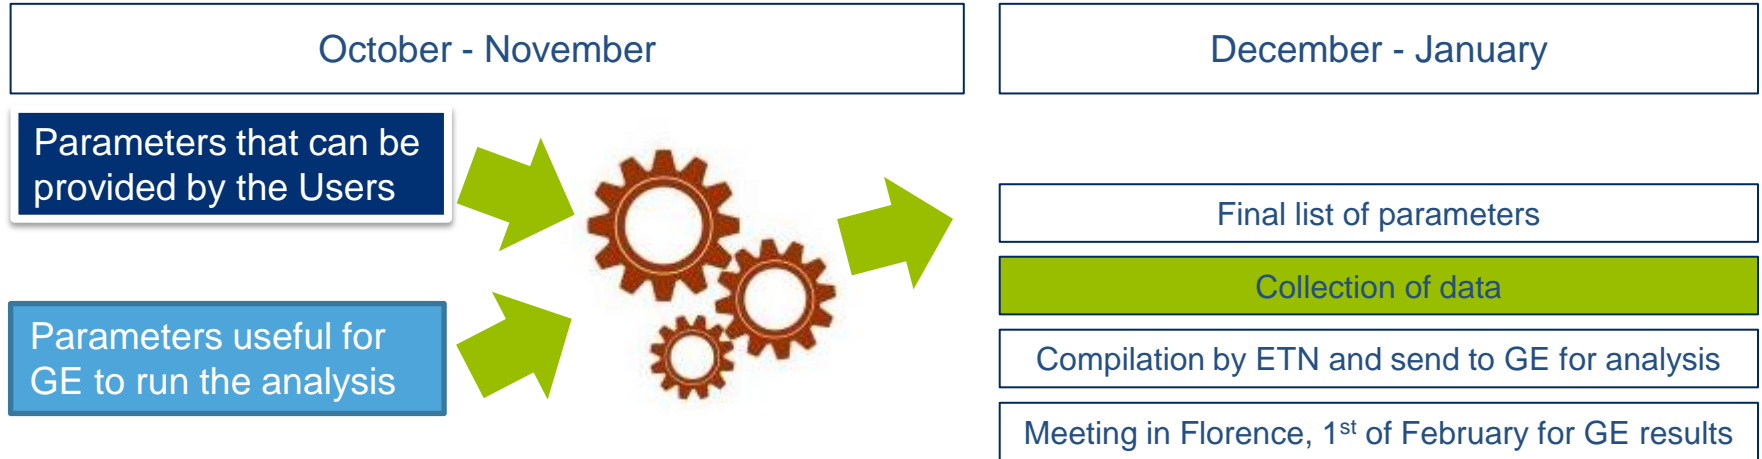 October - November
December - January
Parameters that can be
provided by the Users
Parameters useful for
GE to run the analysis
Final list of parameters
Collection of data
Compilation by ETN and send to GE for analysis
Meeting in Florence, 1st of February for GE results